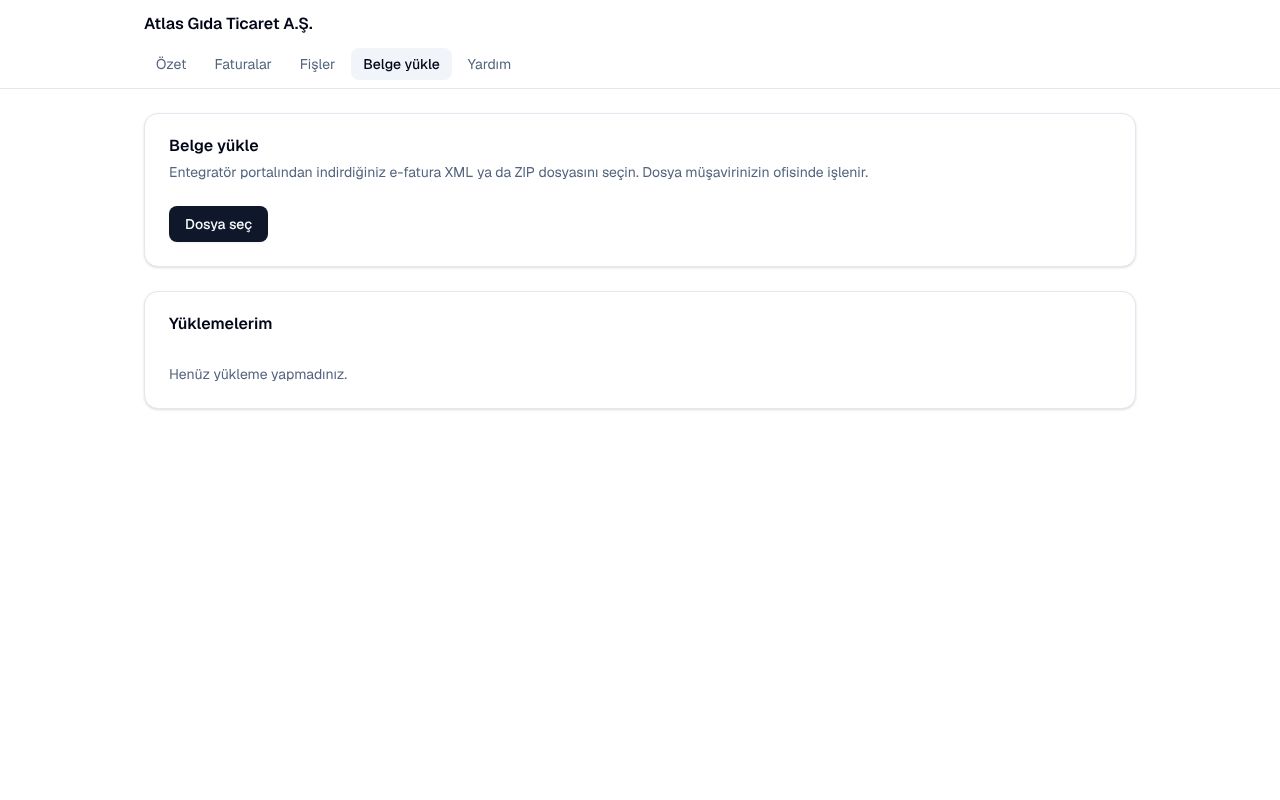 Atlas Gıda Ticaret A.Ş.
Özet Faturalar Fişler Belge yükle Yardım
Belge yükle
Entegratör portalından indirdiğiniz e-fatura XML ya da ZIP dosyasını seçin. Dosya müşavirinizin ofisinde işlenir.
Dosya seç
Yüklemelerim
Henüz yükleme yapmadınız.